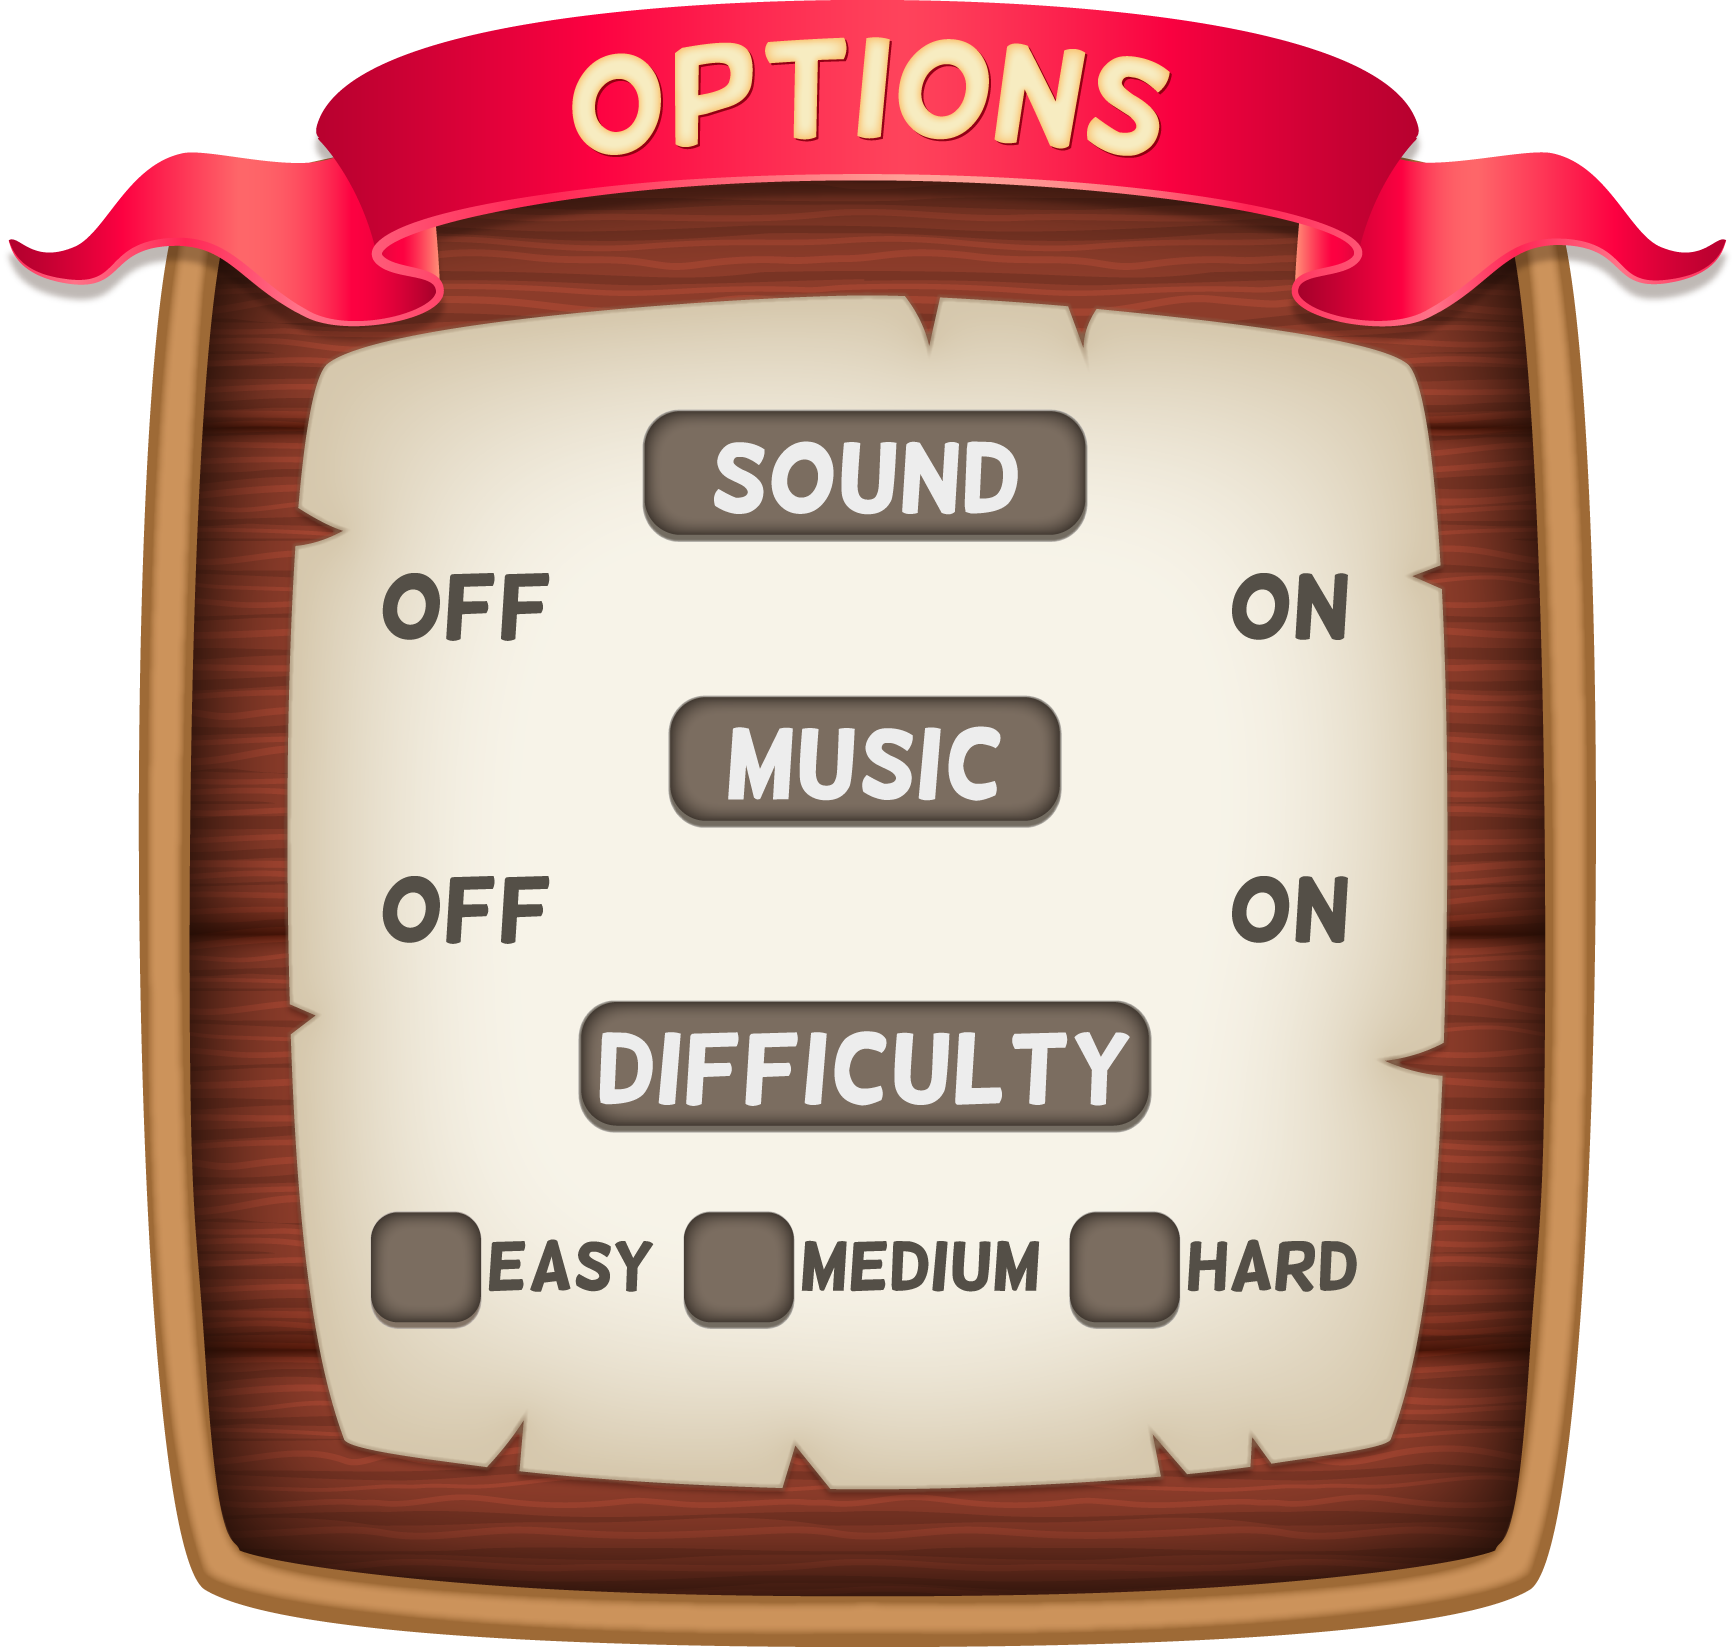 OPTIONS
SOUND
OFF ON
MUSIC
OFF ON
DIFFICULTY
EASY MEDIUM HARD